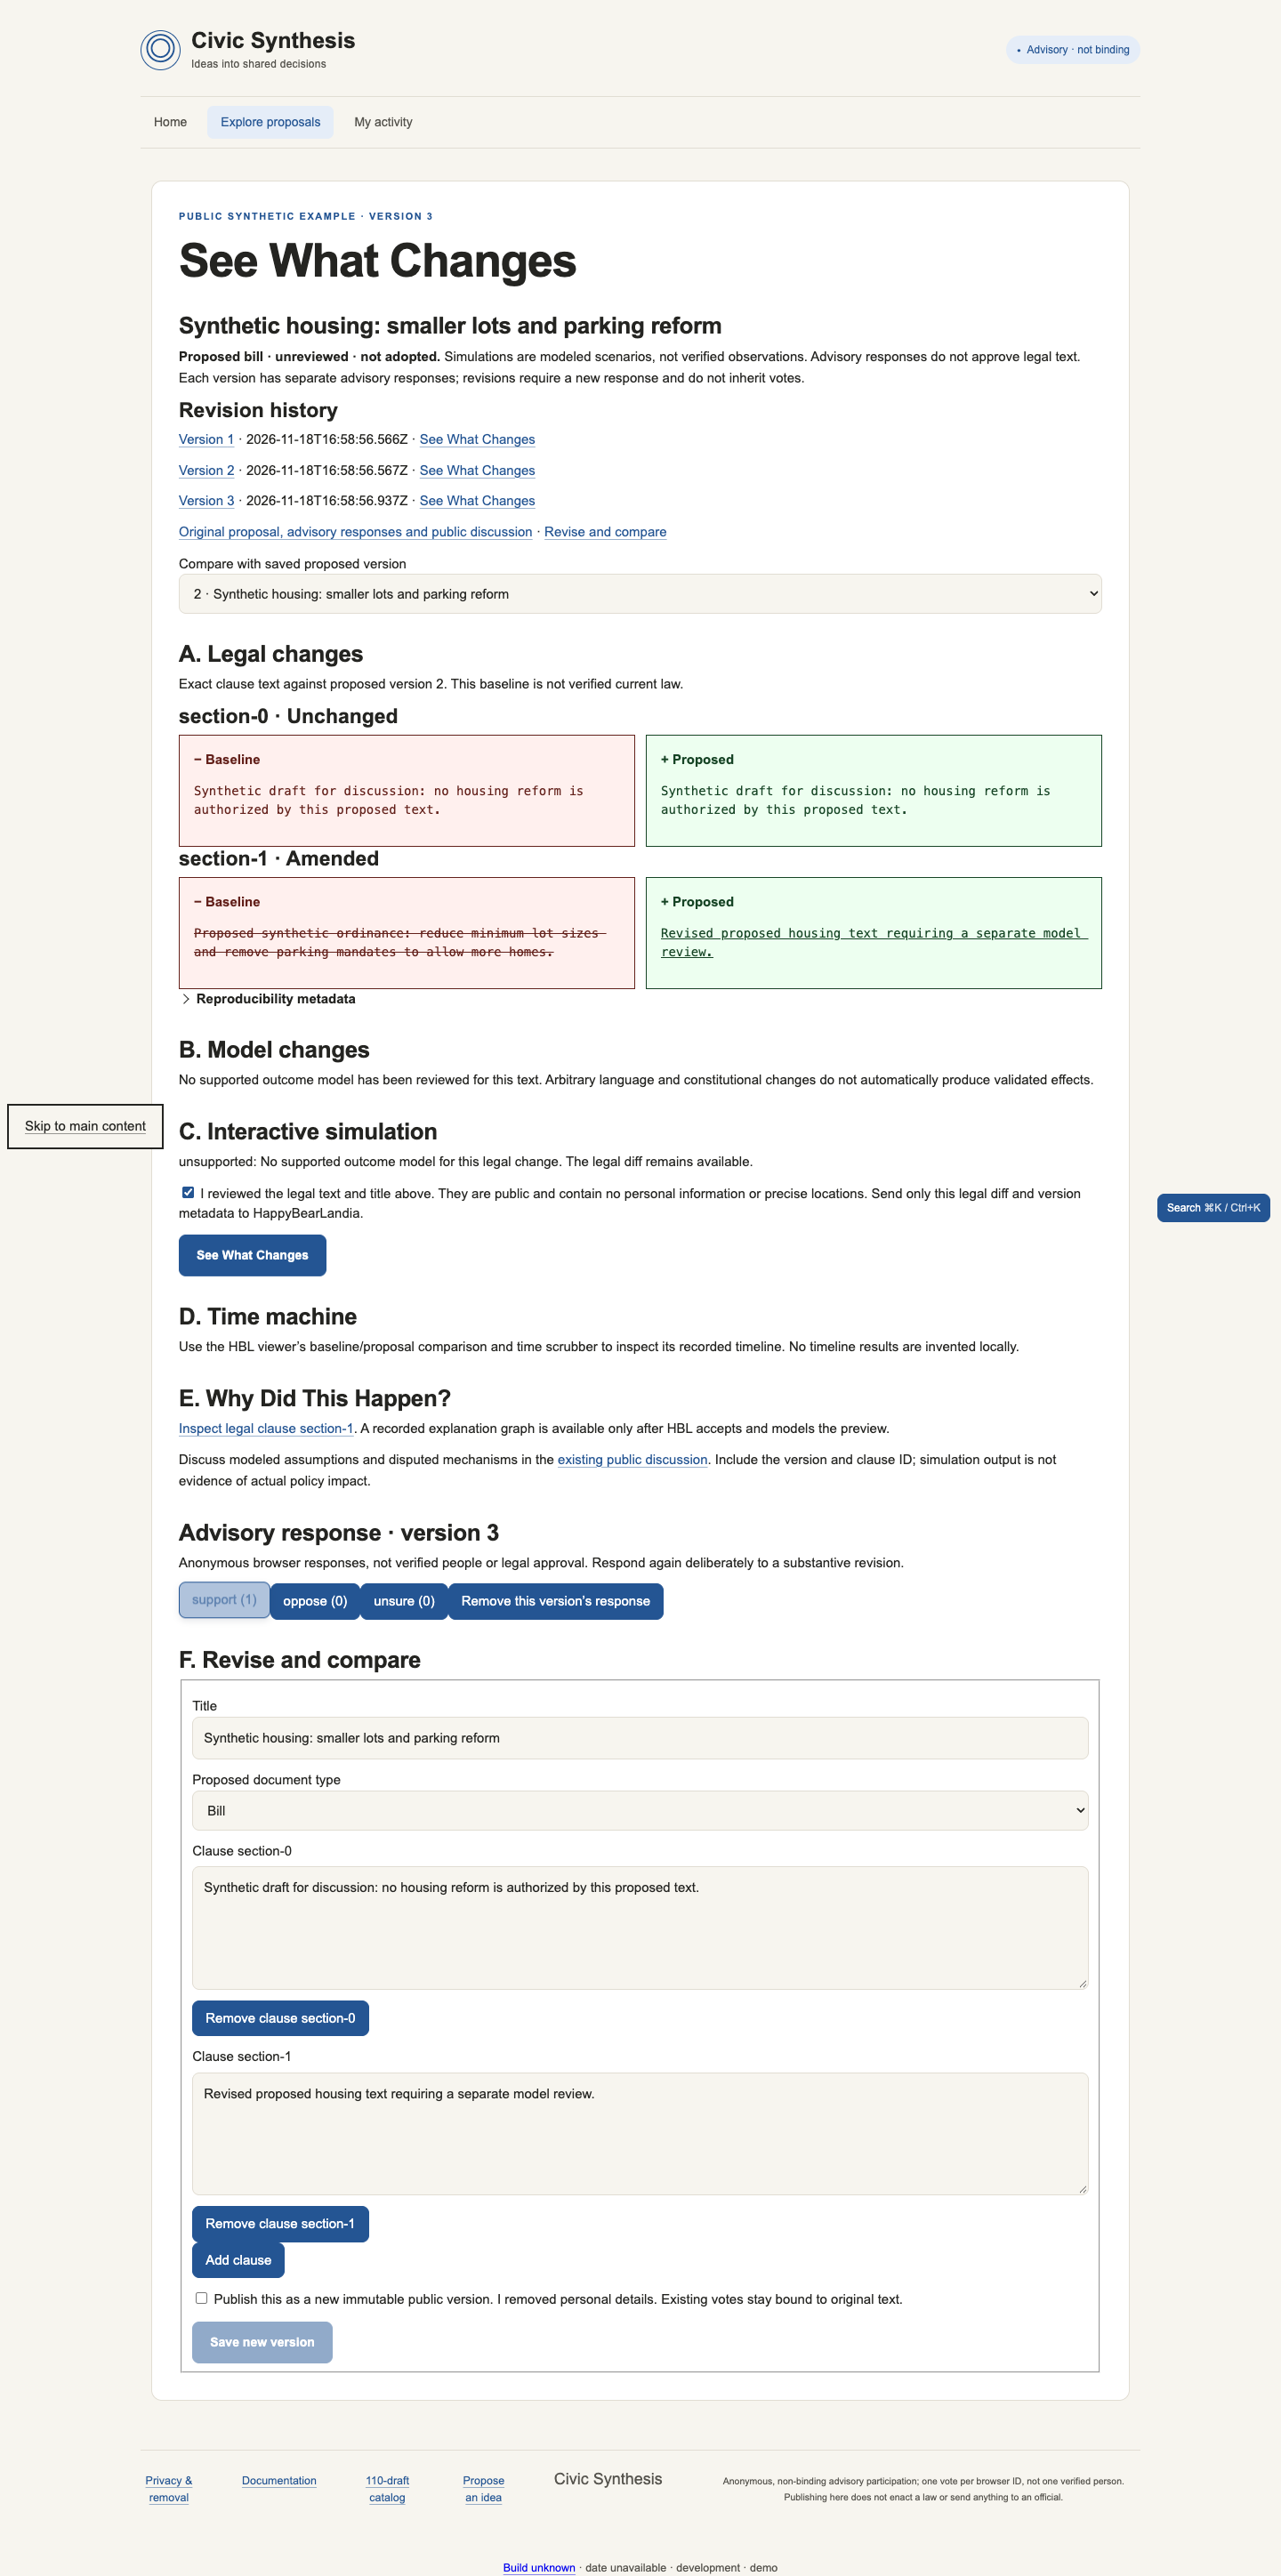 Civic Synthesis
Ideas into shared decisions
• Advisory · not binding
Home
Explore proposals
My activity
PUBLIC SYNTHETIC EXAMPLE · VERSION 3
See What Changes
Synthetic housing: smaller lots and parking reform
Proposed bill · unreviewed · not adopted. Simulations are modeled scenarios, not verified observations. Advisory responses do not approve legal text.
Each version has separate advisory responses; revisions require a new response and do not inherit votes.
Revision history
Version 1 · 2026-11-18T16:58:56.566Z · See What Changes
Version 2 · 2026-11-18T16:58:56.567Z · See What Changes
Version 3 · 2026-11-18T16:58:56.937Z · See What Changes
Original proposal, advisory responses and public discussion · Revise and compare
Compare with saved proposed version
2 · Synthetic housing: smaller lots and parking reform
A. Legal changes
Exact clause text against proposed version 2. This baseline is not verified current law.
section-0 · Unchanged
− Baseline
Synthetic draft for discussion: no housing reform is
authorized by this proposed text.
+ Proposed
Synthetic draft for discussion: no housing reform is
authorized by this proposed text.
section-1 · Amended
− Baseline
Proposed synthetic ordinance: reduce minimum lot sizes
and remove parking mandates to allow more homes.
+ Proposed
Revised proposed housing text requiring a separate model
review.
Reproducibility metadata
B. Model changes
No supported outcome model has been reviewed for this text. Arbitrary language and constitutional changes do not automatically produce validated effects.
Skip to main content
C. Interactive simulation
unsupported: No supported outcome model for this legal change. The legal diff remains available.
I reviewed the legal text and title above. They are public and contain no personal information or precise locations. Send only this legal diff and version
metadata to HappyBearLandia.
Search ⌘K / Ctrl+K
See What Changes
D. Time machine
Use the HBL viewer’s baseline/proposal comparison and time scrubber to inspect its recorded timeline. No timeline results are invented locally.
E. Why Did This Happen?
Inspect legal clause section-1. A recorded explanation graph is available only after HBL accepts and models the preview.
Discuss modeled assumptions and disputed mechanisms in the existing public discussion. Include the version and clause ID; simulation output is not
evidence of actual policy impact.
Advisory response · version 3
Anonymous browser responses, not verified people or legal approval. Respond again deliberately to a substantive revision.
support (1)
oppose (0)
unsure (0)
Remove this version’s response
F. Revise and compare
Title
Synthetic housing: smaller lots and parking reform
Proposed document type
Bill
Clause section-0
Synthetic draft for discussion: no housing reform is authorized by this proposed text.
Remove clause section-0
Clause section-1
Revised proposed housing text requiring a separate model review.
Remove clause section-1
Add clause
Publish this as a new immutable public version. I removed personal details. Existing votes stay bound to original text.
Save new version
Privacy &
removal
Documentation
110-draft
catalog
Propose
an idea
Civic Synthesis
Anonymous, non-binding advisory participation; one vote per browser ID, not one verified person.
Publishing here does not enact a law or send anything to an official.
Build unknown · date unavailable · development · demo